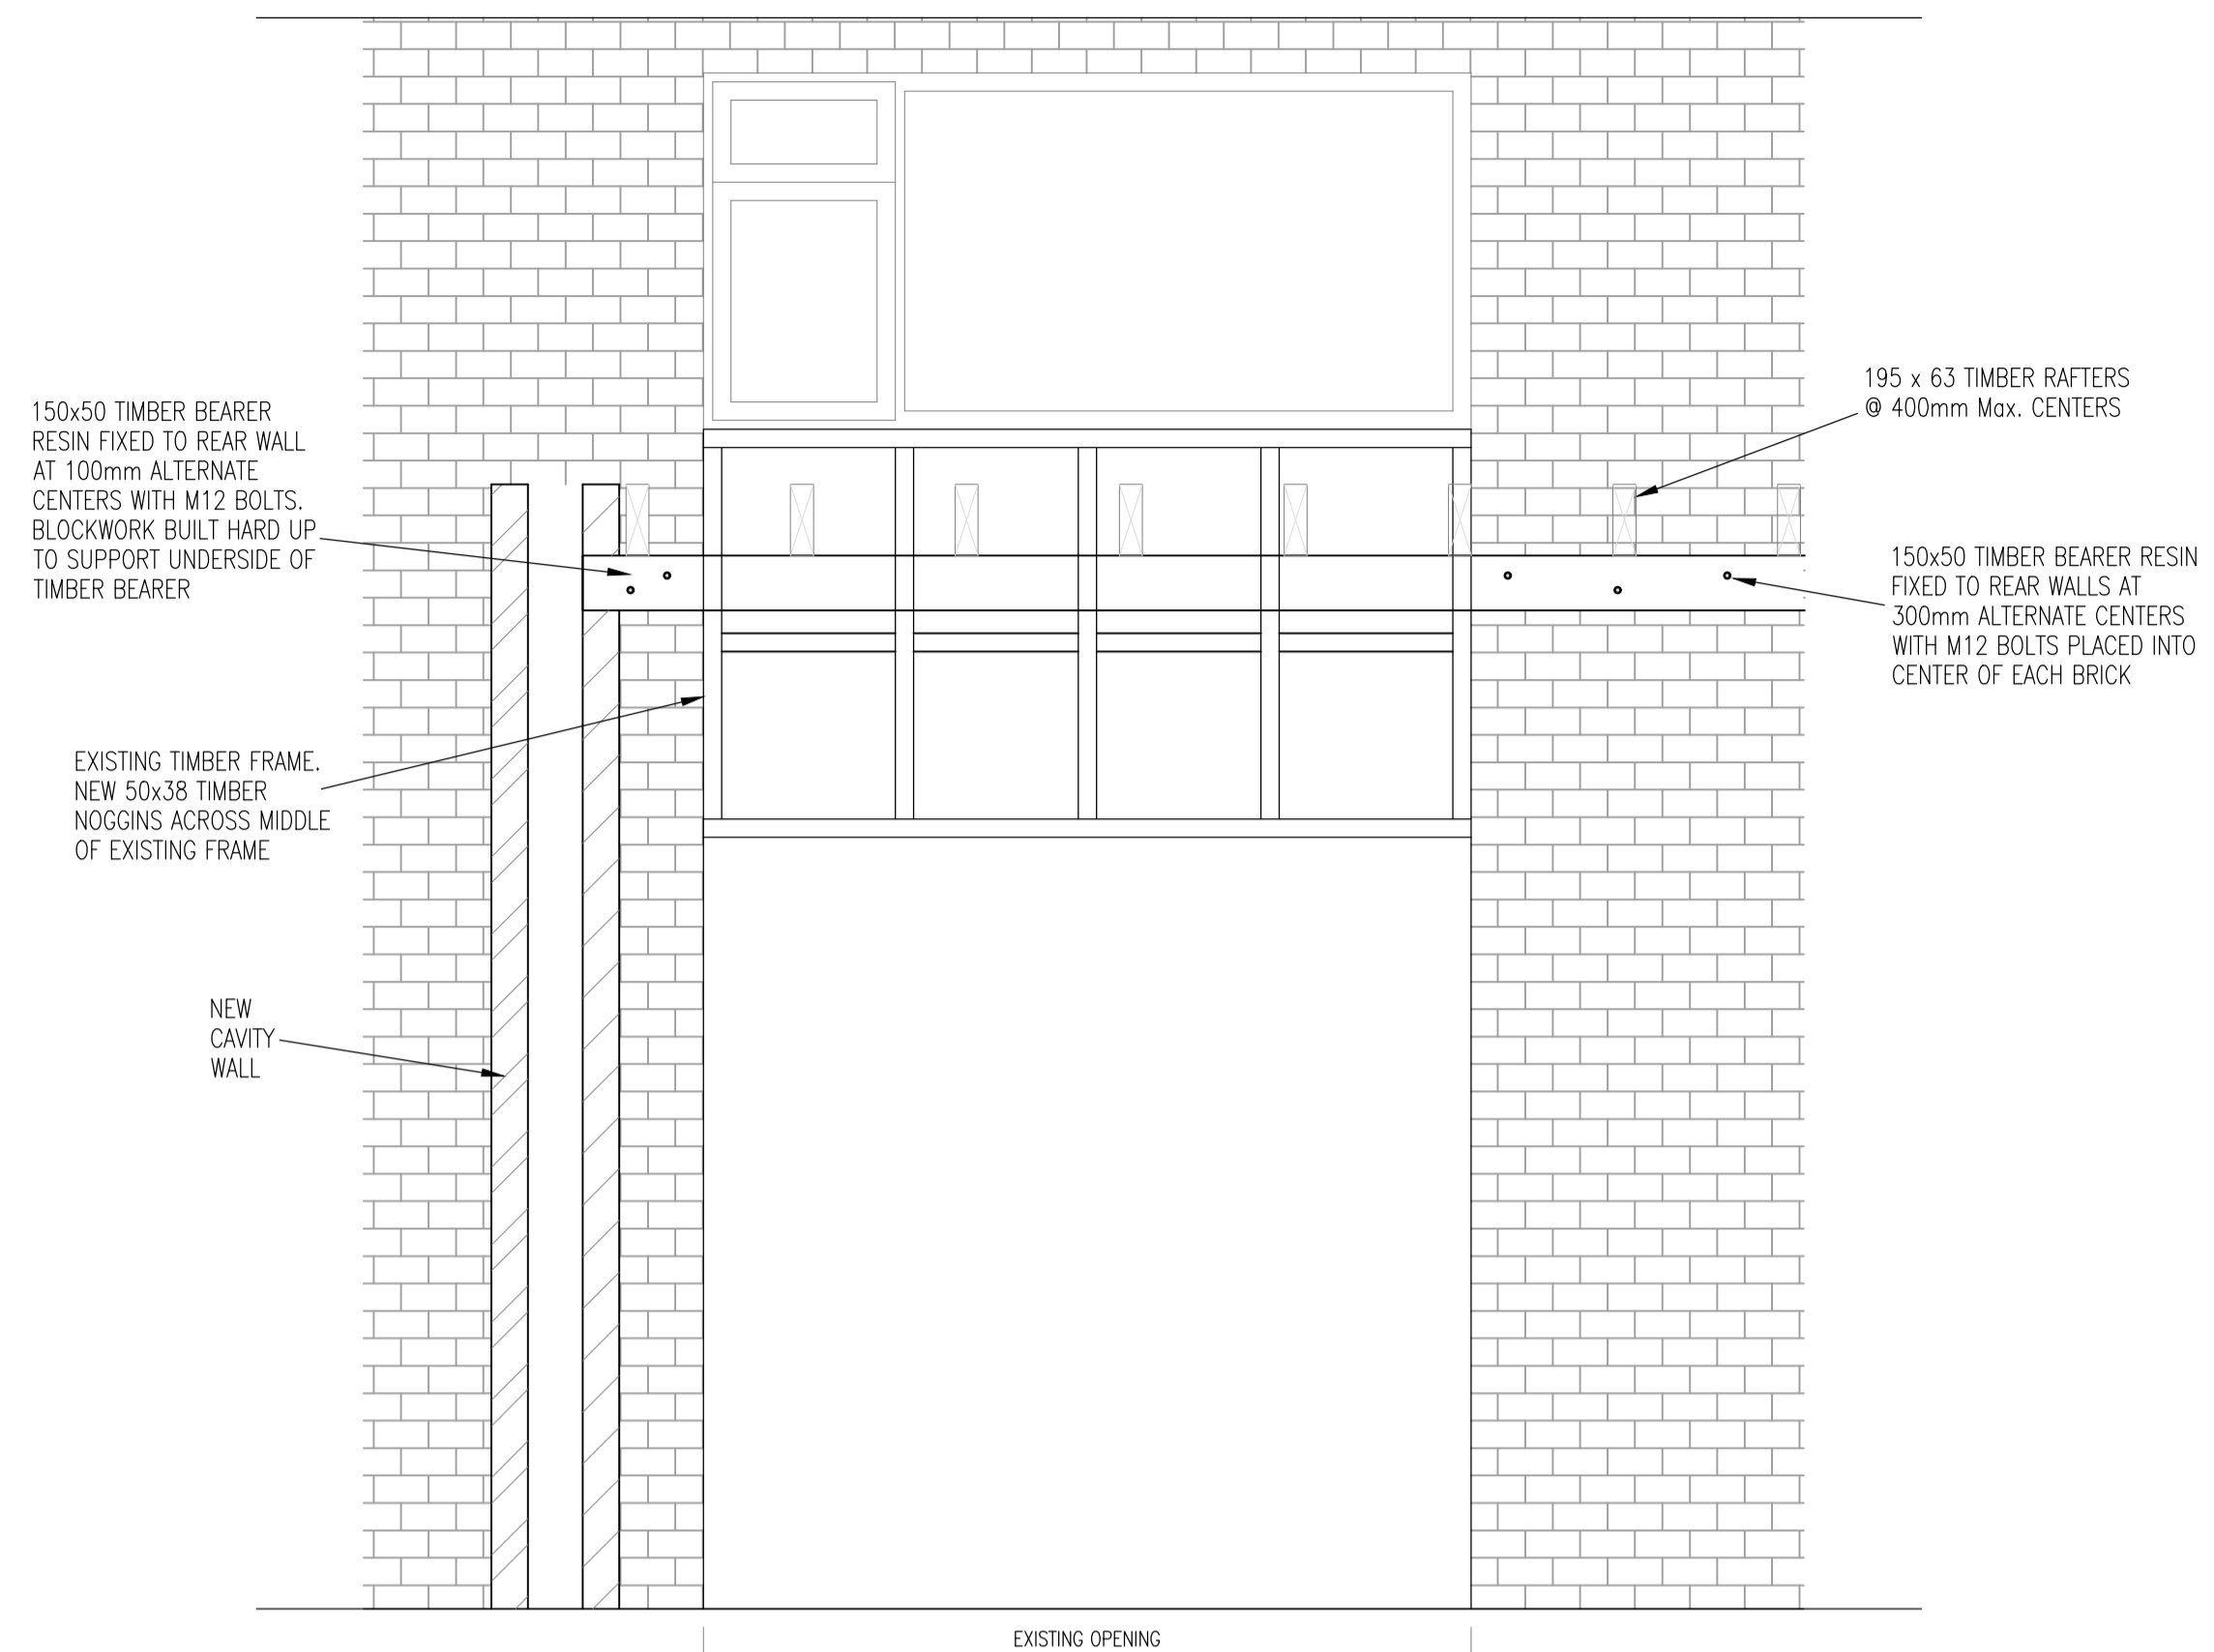 150x50 TIMBER BEARER
RESIN FIXED TO REAR WALL
AT 100mm ALTERNATE
CENTERS WITH M12 BOLTS.
BLOCKWORK BUILT HARD UP
TO SUPPORT UNDERSIDE OF
TIMBER BEARER
EXISTING TIMBER FRAME.
NEW 50x38 TIMBER
NOGGINS ACROSS MIDDLE
OF EXISTING FRAME
NEW
CAVITY
WALL
195 x 63 TIMBER RAFTERS
@ 400mm Max. CENTERS
150x50 TIMBER BEARER RESIN
FIXED TO REAR WALLS AT
300mm ALTERNATE CENTERS
WITH M12 BOLTS PLACED INTO
CENTER OF EACH BRICK
EXISTING OPENING